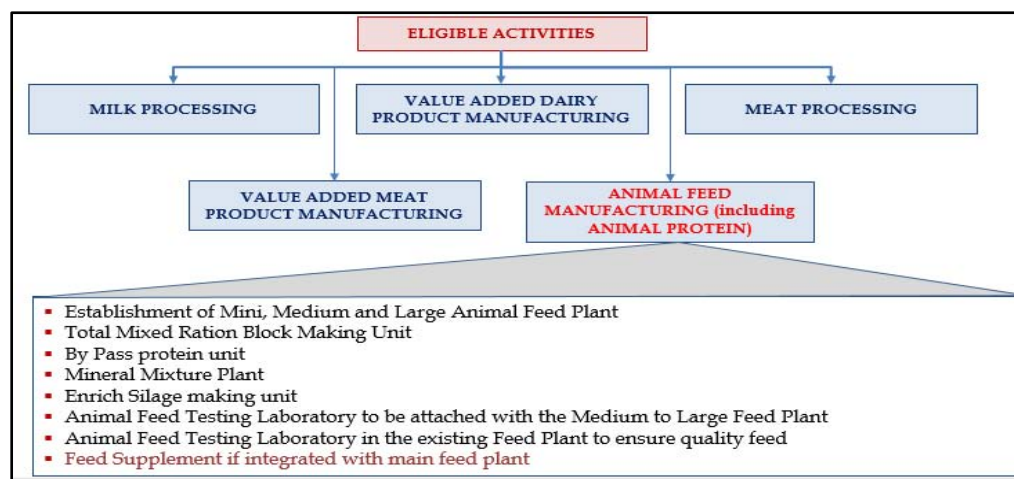 ELIGIBLE ACTIVITIES
MILK PROCESSING
VALUE ADDED DAIRY
PRODUCT MANUFACTURING
MEAT PROCESSING
VALUE ADDED MEAT
PRODUCT MANUFACTURING
ANIMAL FEED
MANUFACTURING (including
ANIMAL PROTEIN)
▪ Establishment of Mini, Medium and Large Animal Feed Plant
▪ Total Mixed Ration Block Making Unit
▪ By Pass protein unit
▪ Mineral Mixture Plant
▪ Enrich Silage making unit
▪ Animal Feed Testing Laboratory to be attached with the Medium to Large Feed Plant
▪ Animal Feed Testing Laboratory in the existing Feed Plant to ensure quality feed
▪ Feed Supplement if integrated with main feed plant